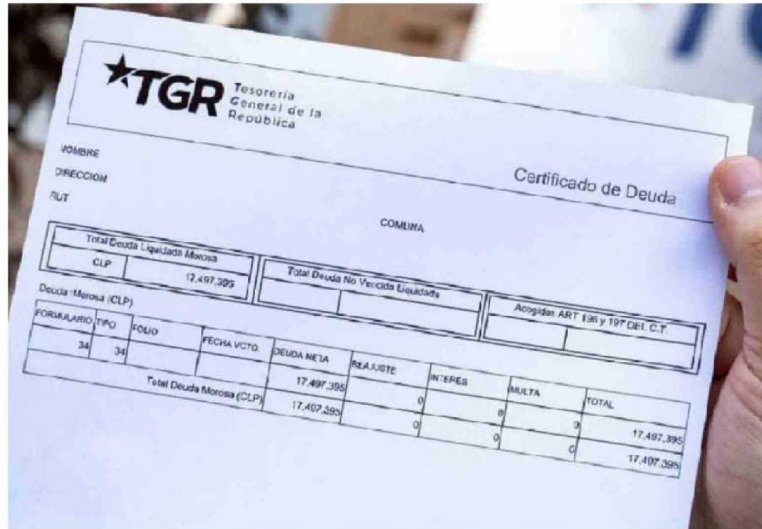 TGR Tesorería
General de la
República
Certificado de Deuda
NOMBRE
DIRECCION
RUT
COMUNA
Total Deuda Liquidada Morosa
CLP 17,497,395
Total Deuda No Vencida Liquidada
Acogidas ART 196 y 197 DEL C.T.
Deuda Morosa (CLP)
FORMULARIO TIPO FOLIO FECHA VCTO. DEUDA NETA REAJUSTE INTERES MULTA TOTAL
34 34 17,497,395 0 0 0 17,497,395
Total Deuda Morosa (CLP) 17,497,395 0 0 0 17,497,395